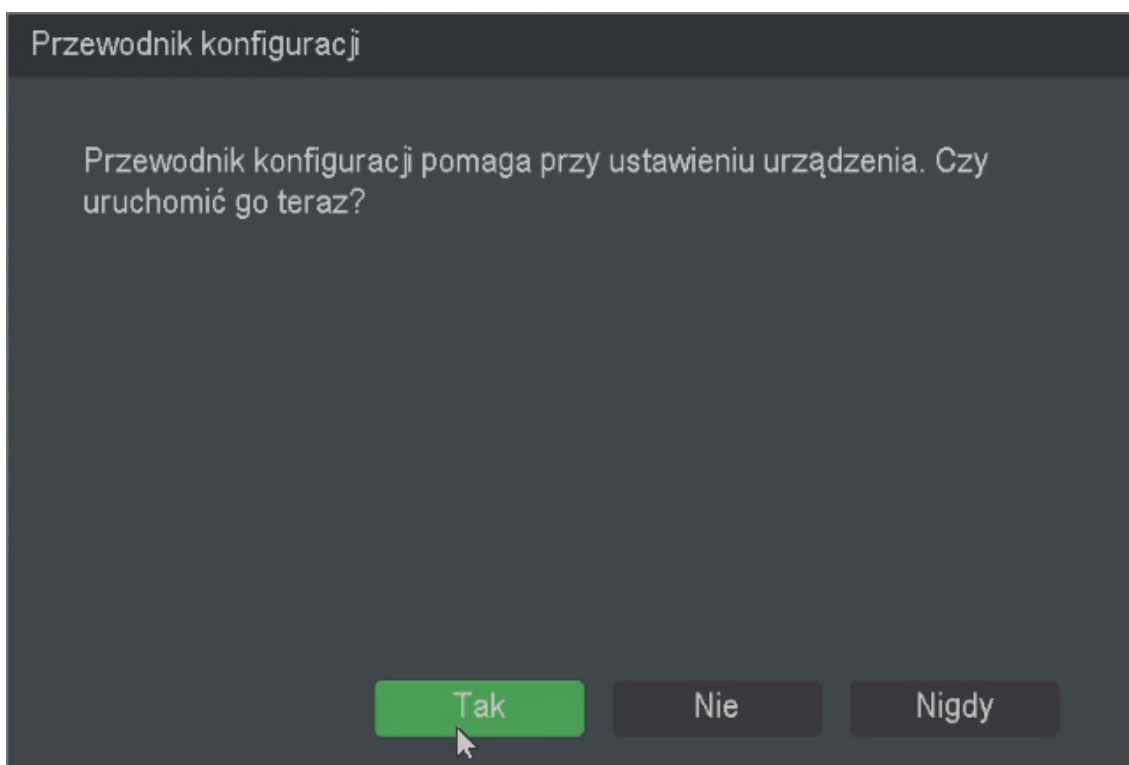 Przewodnik konfiguracji
Przewodnik konfiguracji pomaga przy ustawieniu urządzenia. Czy
uruchomić go teraz?
Tak Nie Nigdy